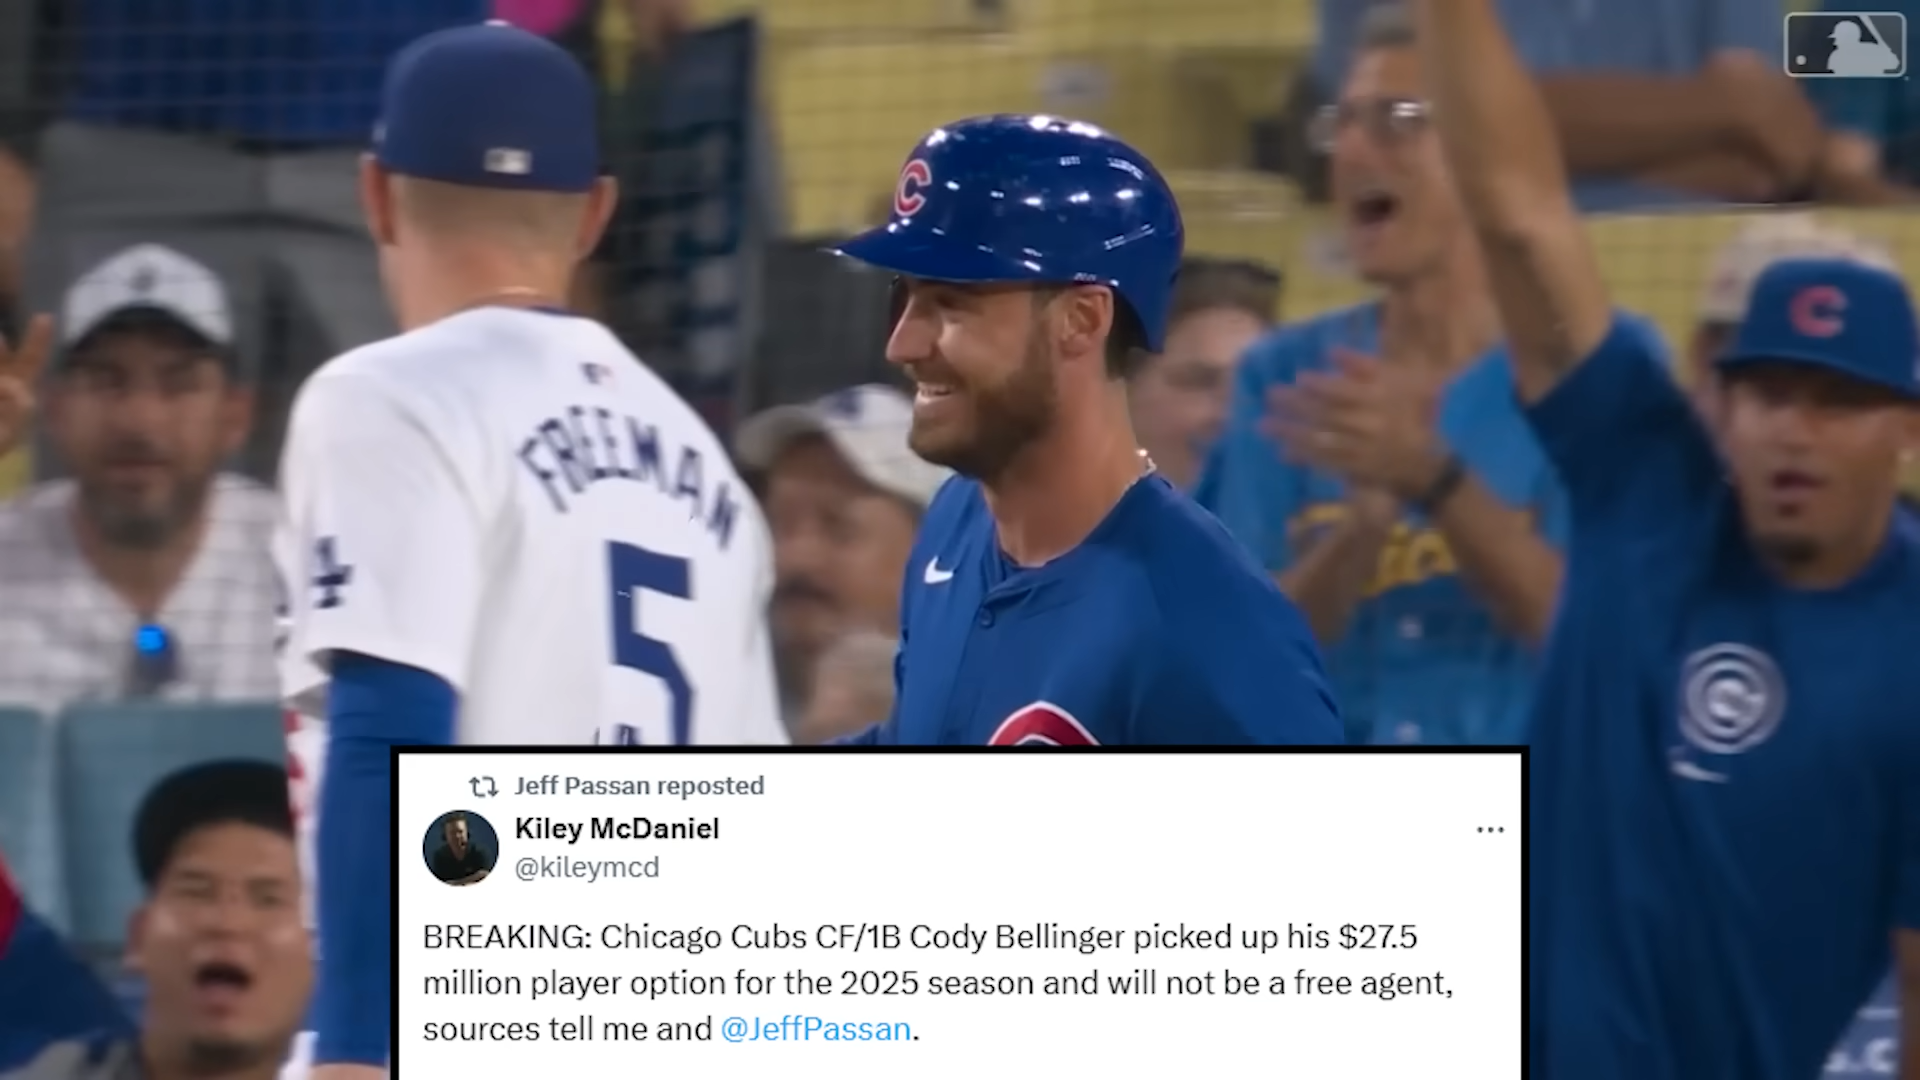 FREEMAN
5
C
C
Jeff Passan reposted
Kiley McDaniel
@kileymcd
BREAKING: Chicago Cubs CF/1B Cody Bellinger picked up his $27.5
million player option for the 2025 season and will not be a free agent,
sources tell me and @JeffPassan.